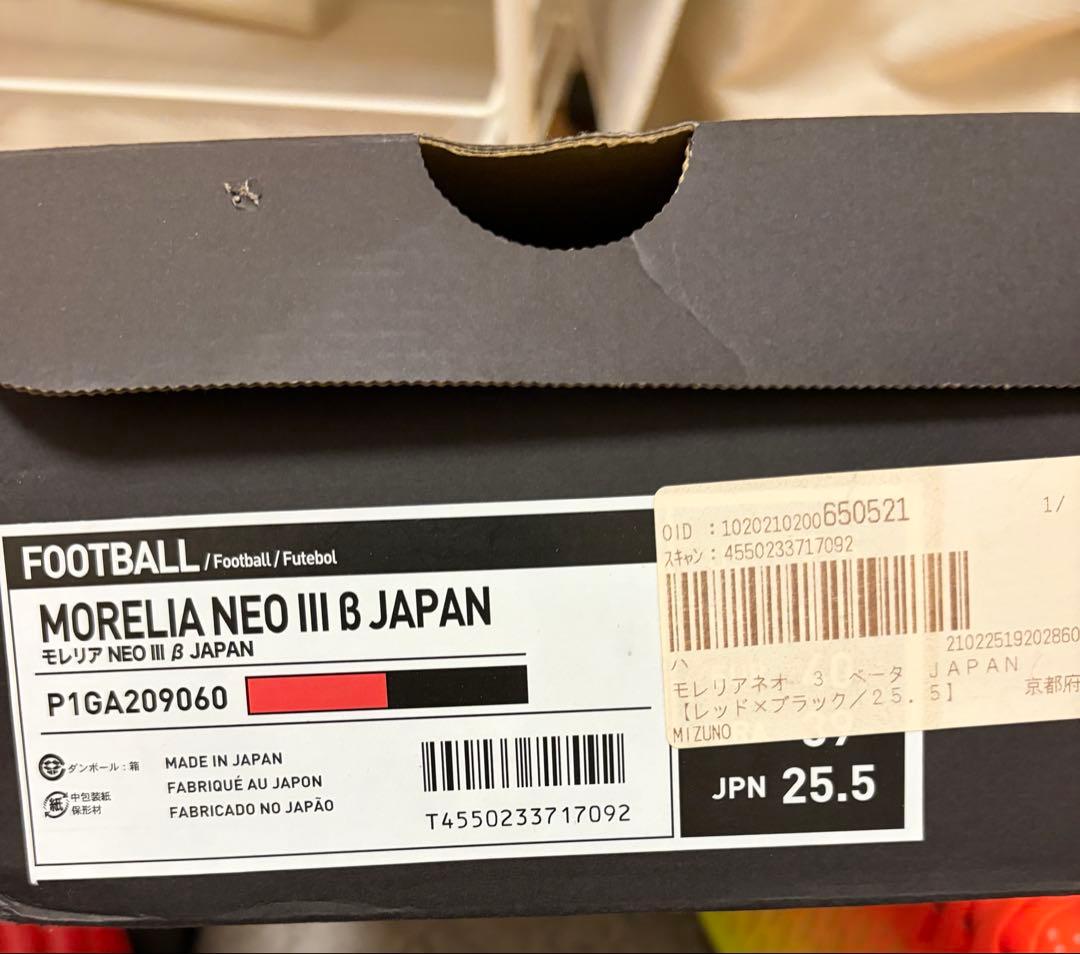 FOOTBALL / Football / Futebol
MORELIA NEO III β JAPAN
モレリア NEO III β JAPAN
P1GA209060
ダンボール : 箱
中包装紙
保形材
MADE IN JAPAN
FABRIQUÉ AU JAPON
FABRICADO NO JAPÃO
T4550233717092
OID : 1020210200650521
1/
スキャン : 4550233717092
21022519202860
ハ
モレリアネオ 3 ベータ JAPAN
【レッド×ブラック/25.5】
京都府
MIZUNO
JPN 25.5